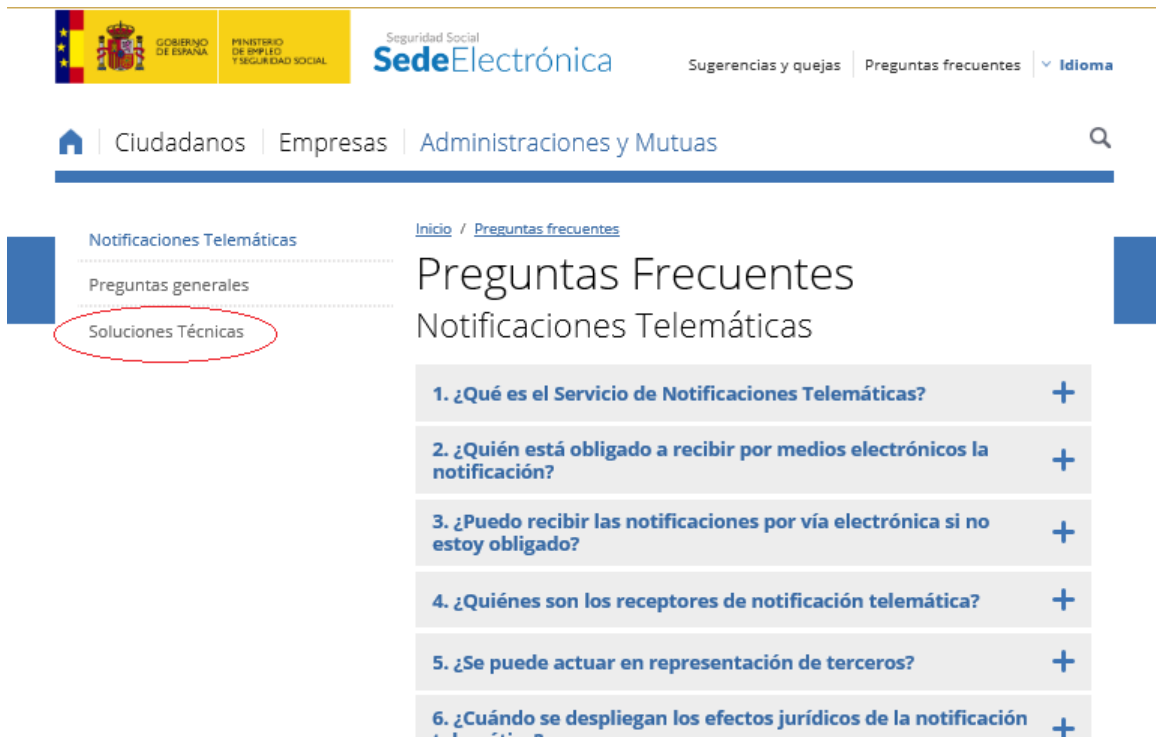 GOBIERNO
DE ESPAÑA
MINISTERIO
DE EMPLEO
Y SEGURIDAD SOCIAL
Seguridad Social
SedeElectrónica
Sugerencias y quejas
Preguntas frecuentes
Idioma
Ciudadanos
Empresas
Administraciones y Mutuas
Notificaciones Telemáticas
Preguntas generales
Soluciones Técnicas
Inicio / Preguntas frecuentes
Preguntas Frecuentes
Notificaciones Telemáticas
1. ¿Qué es el Servicio de Notificaciones Telemáticas?
2. ¿Quién está obligado a recibir por medios electrónicos la
notificación?
3. ¿Puedo recibir las notificaciones por vía electrónica si no
estoy obligado?
4. ¿Quiénes son los receptores de notificación telemática?
5. ¿Se puede actuar en representación de terceros?
6. ¿Cuándo se despliegan los efectos jurídicos de la notificación